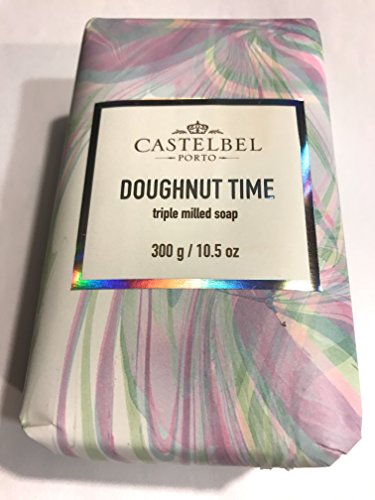 CASTELBEL
PORTO
DOUGHNUT TIME
triple milled soap
300 g / 10.5 oz